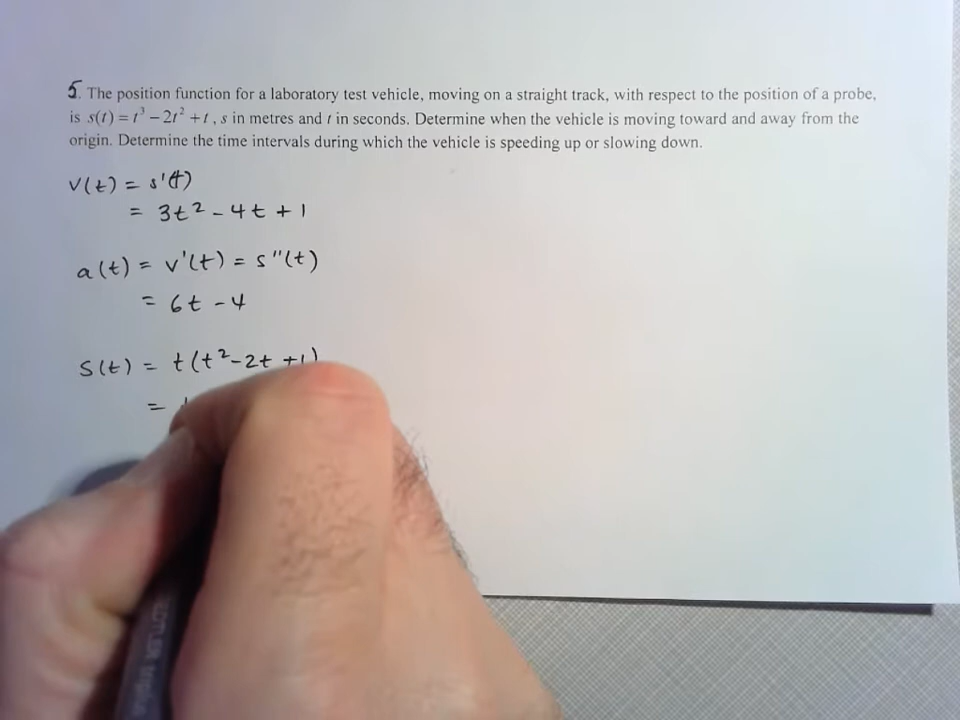 5. The position function for a laboratory test vehicle, moving on a straight track, with respect to the position of a probe,
is s(t) = t³ − 2t² + t , s in metres and t in seconds. Determine when the vehicle is moving toward and away from the
origin. Determine the time intervals during which the vehicle is speeding up or slowing down.
v(t) = s'(t)
= 3t² - 4t + 1
a(t) = v'(t) = s"(t)
= 6t - 4
S(t) = t(t²-2t +1)
=